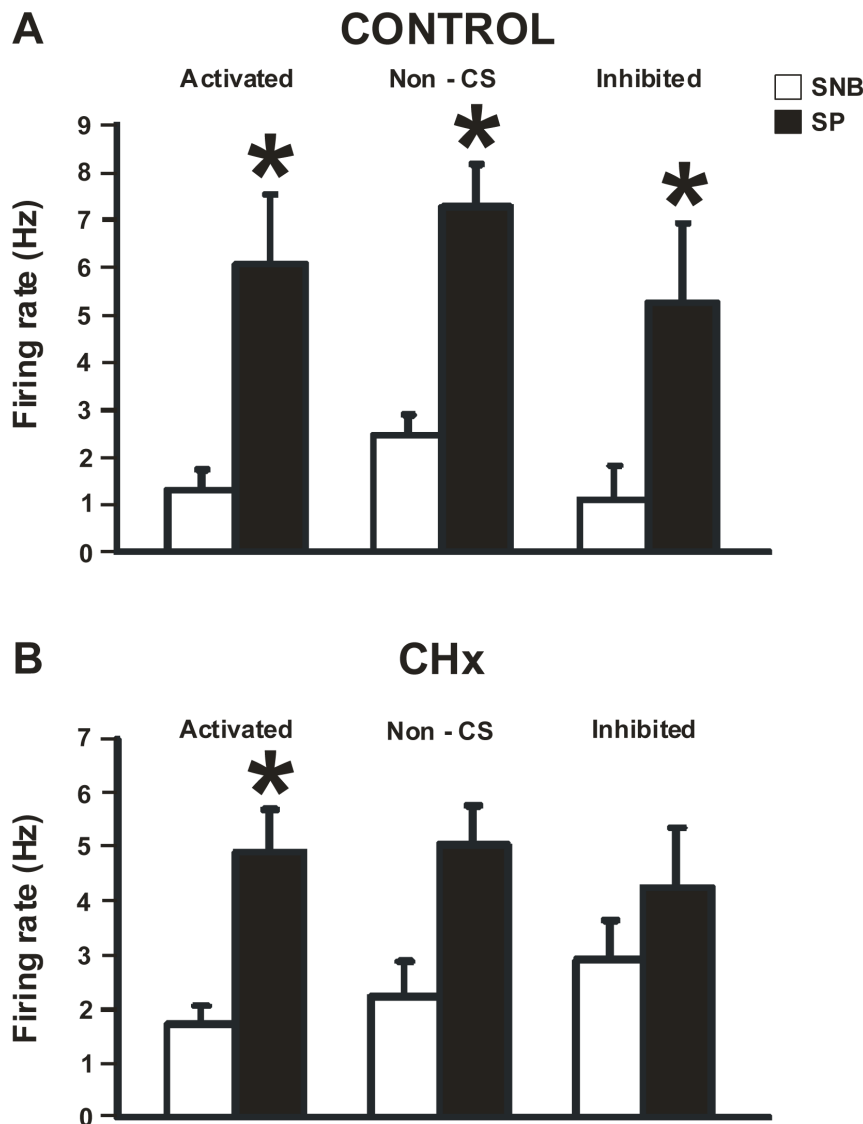 A
CONTROL
Activated Non - CS Inhibited
SNB
SP
Firing rate (Hz)
9
8
7
6
5
4
3
2
1
0
*
*
*
B
CHx
Activated Non - CS Inhibited
Firing rate (Hz)
7
6
5
4
3
2
1
0
*